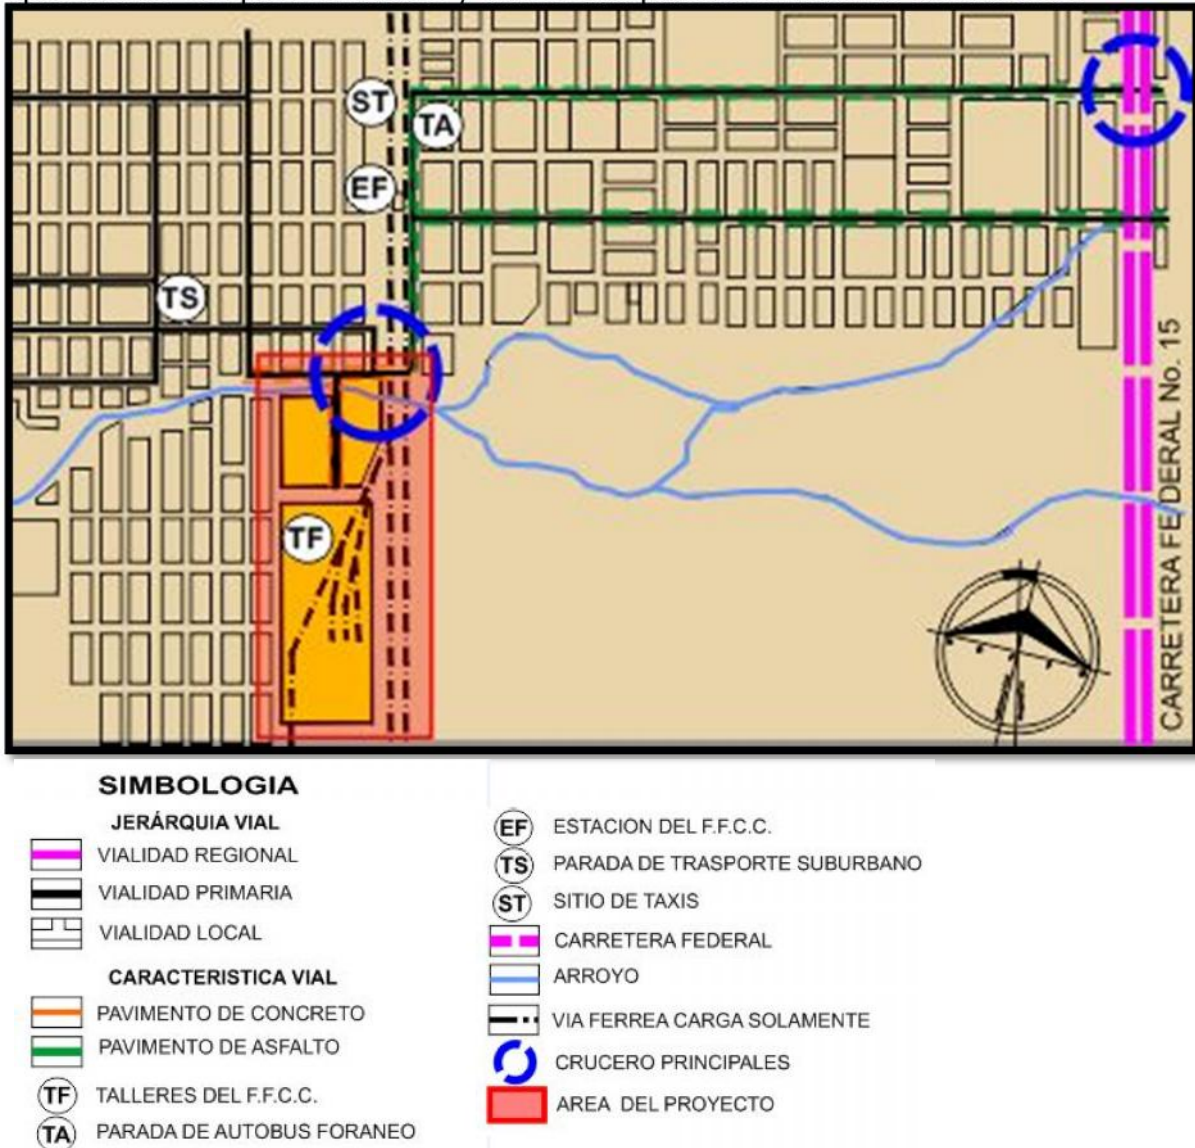 ST
TA
EF
TS
TF
CARRETERA FEDERAL No. 15
SIMBOLOGIA
JERÁRQUIA VIAL
VIALIDAD REGIONAL
VIALIDAD PRIMARIA
VIALIDAD LOCAL
CARACTERISTICA VIAL
PAVIMENTO DE CONCRETO
PAVIMENTO DE ASFALTO
TF TALLERES DEL F.F.C.C.
TA PARADA DE AUTOBUS FORANEO
EF ESTACION DEL F.F.C.C.
TS PARADA DE TRASPORTE SUBURBANO
ST SITIO DE TAXIS
CARRETERA FEDERAL
ARROYO
VIA FERREA CARGA SOLAMENTE
CRUCERO PRINCIPALES
AREA DEL PROYECTO